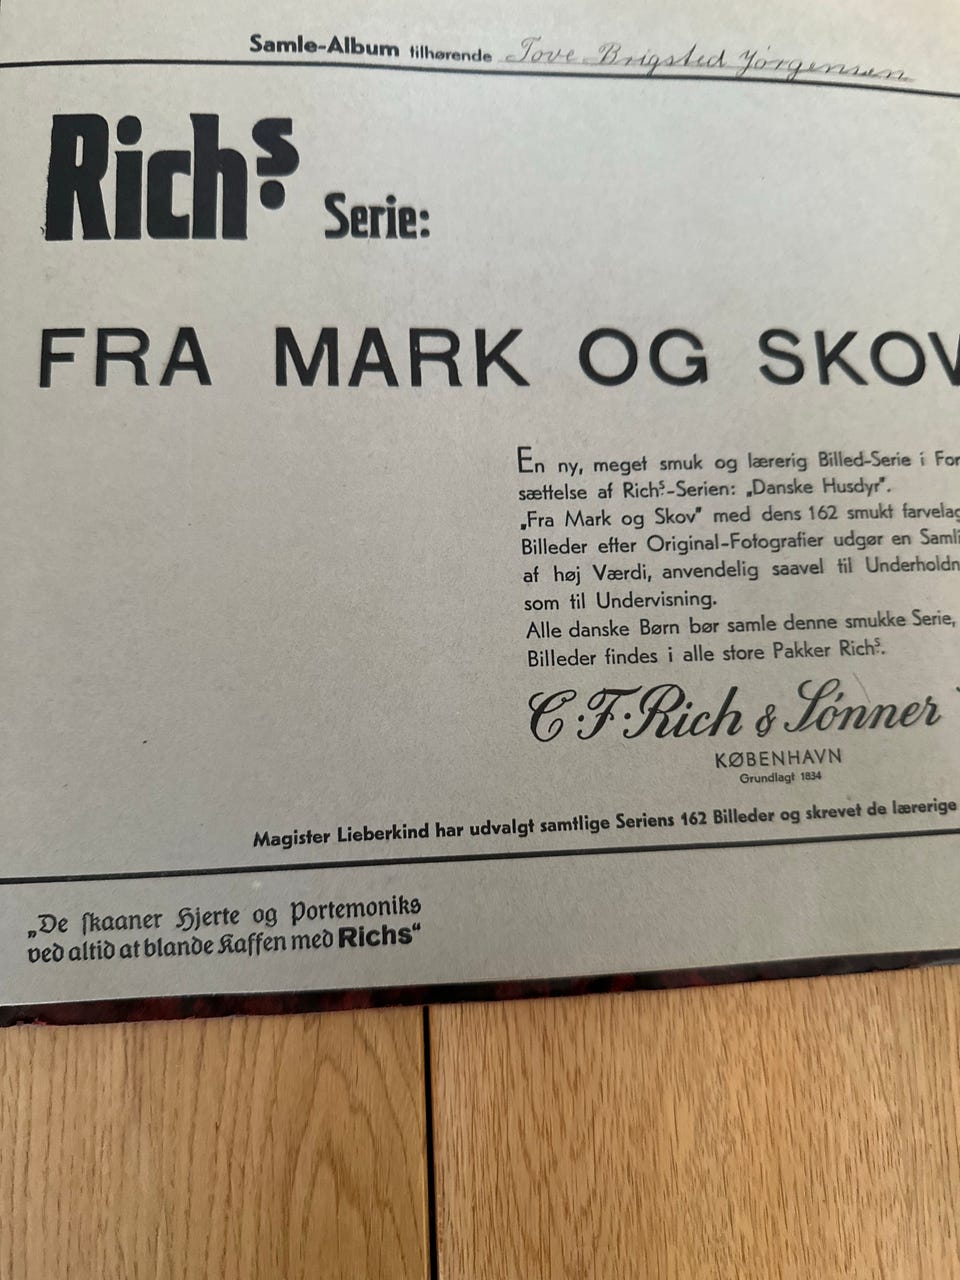 Samle-Album tilhørende Tove Brigsted Jörgensen
Richs Serie:
FRA MARK OG SKOV
En ny, meget smuk og lærerig Billed-Serie i For
sættelse af Richs-Serien: „Danske Husdyr".
„Fra Mark og Skov" med dens 162 smukt farvelag
Billeder efter Original-Fotografier udgør en Samli
af høj Værdi, anvendelig saavel til Underholdn
som til Undervisning.
Alle danske Børn bør samle denne smukke Serie,
Billeder findes i alle store Pakker Richs.
C.F. Rich & Sönner
KØBENHAVN
Grundlagt 1834
Magister Lieberkind har udvalgt samtlige Seriens 162 Billeder og skrevet de lærerige
„De skaaner Hjerte og Portemoniks
ved altid at blande Kaffen med Richs"